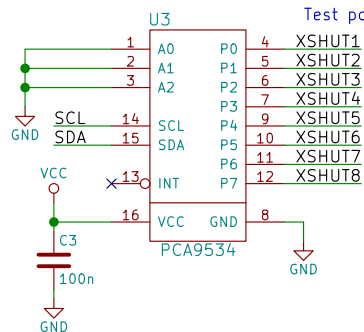 Test po
U3
1 A0 P0 4 XSHUT1
2 A1 P1 5 XSHUT2
3 A2 P2 6 XSHUT3
P3 7 XSHUT4
SCL 14 SCL P4 9 XSHUT5
SDA 15 SDA P5 10 XSHUT6
P6 11 XSHUT7
13 INT P7 12 XSHUT8
GND
VCC
16 VCC GND 8
PCA9534
C3
100n
GND
GND